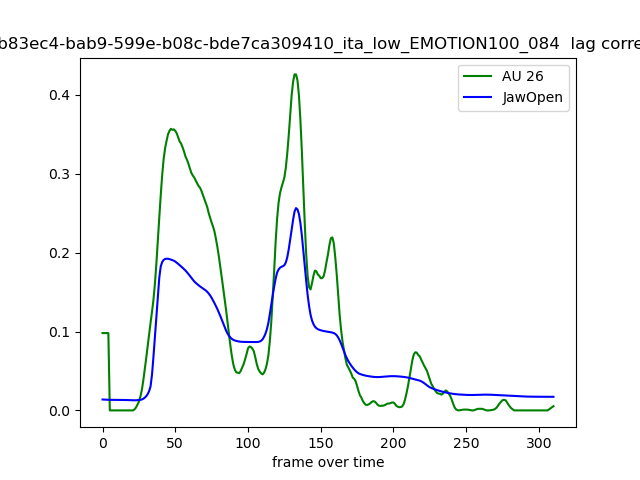 b83ec4-bab9-599e-b08c-bde7ca309410_ita_low_EMOTION100_084 lag corre
AU 26
JawOpen
0.4
0.3
0.2
0.1
0.0
0 50 100 150 200 250 300
frame over time